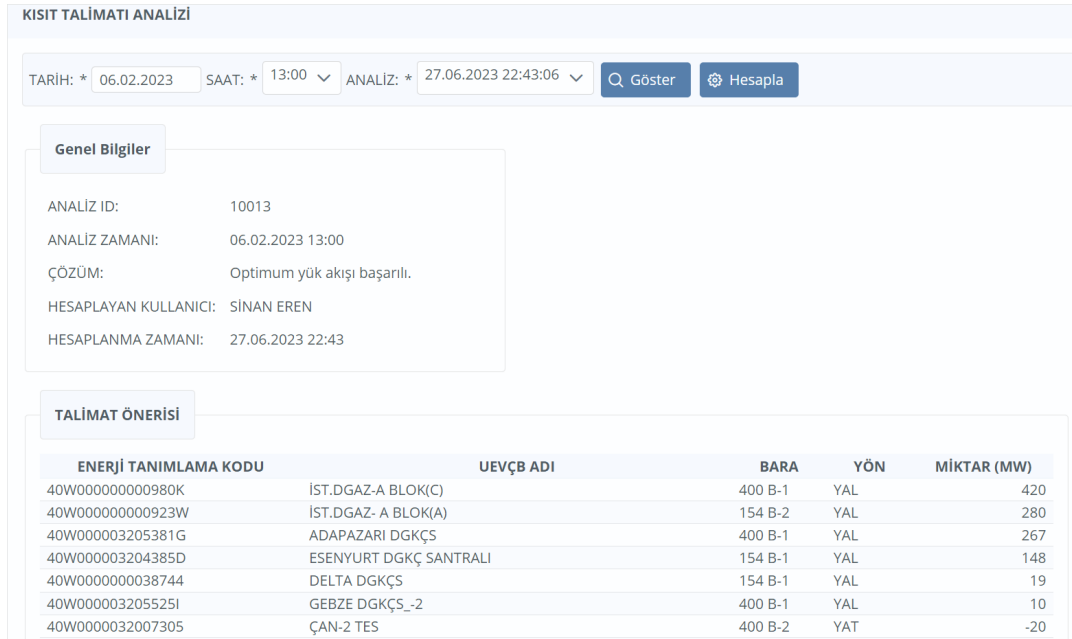 KISIT TALİMATI ANALİZİ
TARİH: * 06.02.2023 SAAT: * 13:00 ANALİZ: * 27.06.2023 22:43:06 Göster Hesapla
Genel Bilgiler
ANALİZ ID: 10013
ANALİZ ZAMANI: 06.02.2023 13:00
ÇÖZÜM: Optimum yük akışı başarılı.
HESAPLAYAN KULLANICI: SİNAN EREN
HESAPLANMA ZAMANI: 27.06.2023 22:43
TALİMAT ÖNERİSİ
ENERJİ TANIMLAMA KODU UEVÇB ADI BARA YÖN MİKTAR (MW)
40W000000000980K İST.DGAZ-A BLOK(C) 400 B-1 YAL 420
40W000000000923W İST.DGAZ- A BLOK(A) 154 B-2 YAL 280
40W000003205381G ADAPAZARI DGKÇS 400 B-1 YAL 267
40W000003204385D ESENYURT DGKÇ SANTRALI 154 B-1 YAL 148
40W0000000038744 DELTA DGKÇS 154 B-1 YAL 19
40W000003205525I GEBZE DGKÇS_-2 400 B-1 YAL 10
40W0000032007305 ÇAN-2 TES 400 B-2 YAT -20